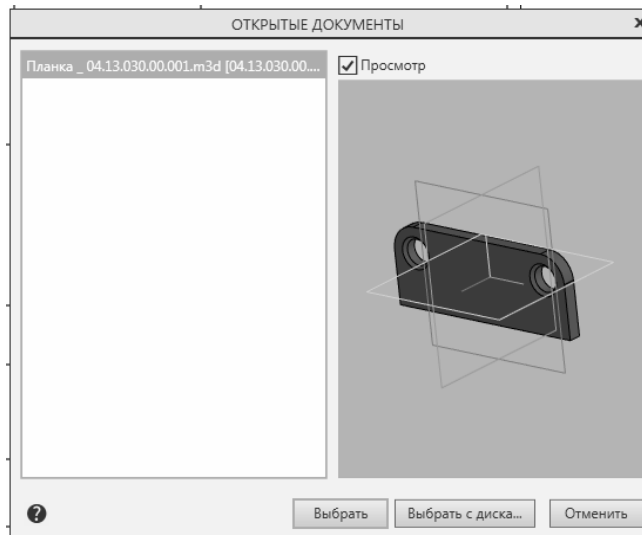 ОТКРЫТЫЕ ДОКУМЕНТЫ
Планка _ 04.13.030.00.001.m3d [04.13.030.00....
Просмотр
?
Выбрать
Выбрать с диска...
Отменить